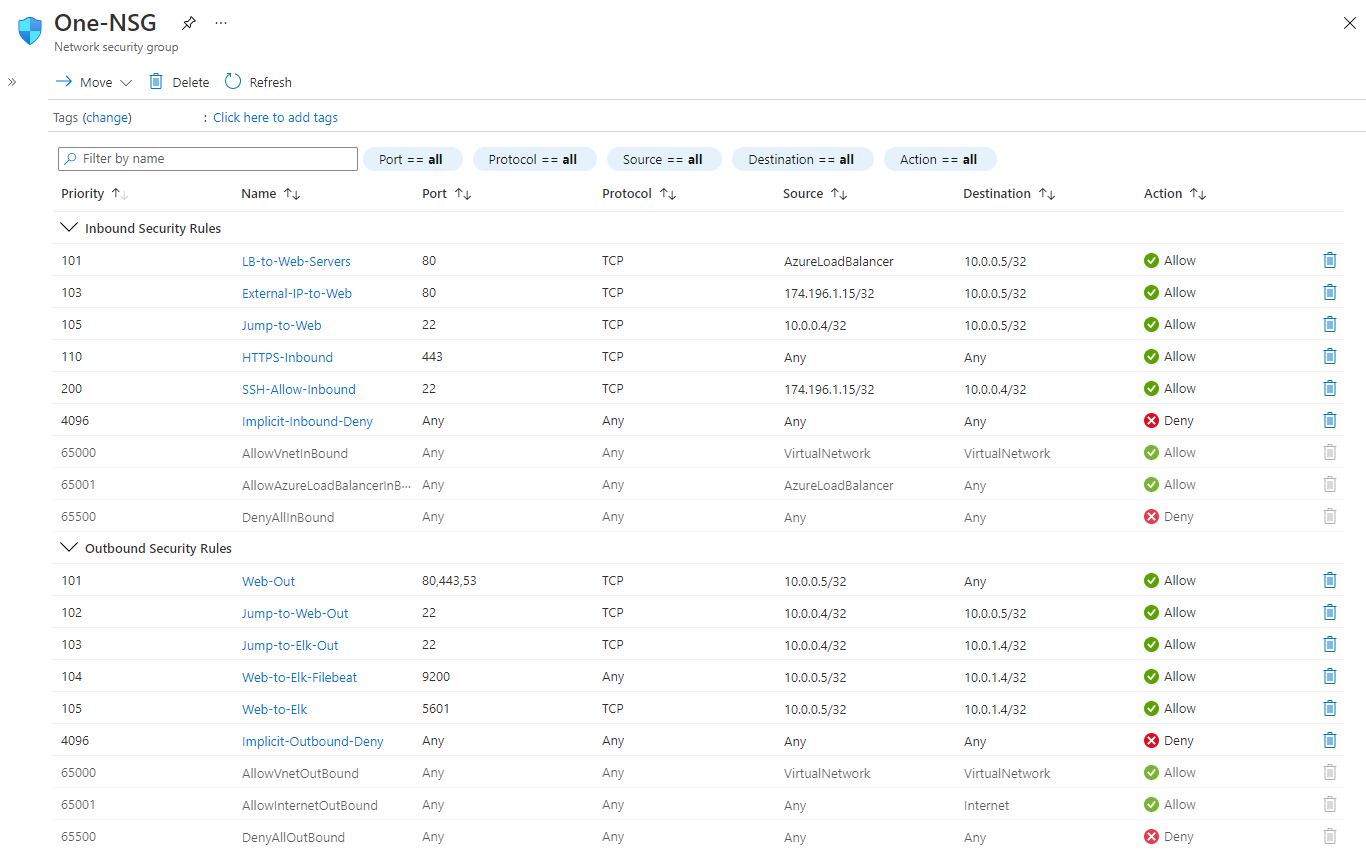 One-NSG
Network security group
Move Delete Refresh
Tags (change) : Click here to add tags
Filter by name Port == all Protocol == all Source == all Destination == all Action == all
Priority Name Port Protocol Source Destination Action
Inbound Security Rules
101 LB-to-Web-Servers 80 TCP AzureLoadBalancer 10.0.0.5/32 Allow
103 External-IP-to-Web 80 TCP 174.196.1.15/32 10.0.0.5/32 Allow
105 Jump-to-Web 22 TCP 10.0.0.4/32 10.0.0.5/32 Allow
110 HTTPS-Inbound 443 TCP Any Any Allow
200 SSH-Allow-Inbound 22 TCP 174.196.1.15/32 10.0.0.4/32 Allow
4096 Implicit-Inbound-Deny Any Any Any Any Deny
65000 AllowVnetInBound Any Any VirtualNetwork VirtualNetwork Allow
65001 AllowAzureLoadBalancerInB··· Any Any AzureLoadBalancer Any Allow
65500 DenyAllInBound Any Any Any Any Deny
Outbound Security Rules
101 Web-Out 80,443,53 TCP 10.0.0.5/32 Any Allow
102 Jump-to-Web-Out 22 TCP 10.0.0.4/32 10.0.0.5/32 Allow
103 Jump-to-Elk-Out 22 TCP 10.0.0.4/32 10.0.1.4/32 Allow
104 Web-to-Elk-Filebeat 9200 Any 10.0.0.5/32 10.0.1.4/32 Allow
105 Web-to-Elk 5601 TCP 10.0.0.5/32 10.0.1.4/32 Allow
4096 Implicit-Outbound-Deny Any Any Any Any Deny
65000 AllowVnetOutBound Any Any VirtualNetwork VirtualNetwork Allow
65001 AllowInternetOutBound Any Any Any Internet Allow
65500 DenyAllOutBound Any Any Any Any Deny